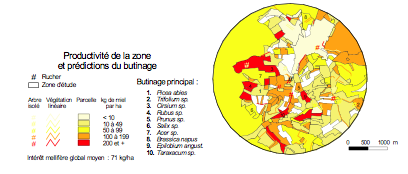 Productivité de la zone
et prédictions du butinage
# Rucher
Zone d'étude
Arbre isolé Végétation linéaire Parcelle kg de miel par ha
< 10
10 à 49
50 à 99
100 à 199
200 et +
Intérêt mellifère global moyen : 71 kg/ha
Butinage principal :
1. Picea abies
2. Trifolium sp.
3. Cirsium sp.
4. Rubus sp.
5. Prunus sp.
6. Salix sp.
7. Acer sp.
8. Brassica napus
9. Epilobium angust.
10. Taraxacum sp.
0 500 1000 m